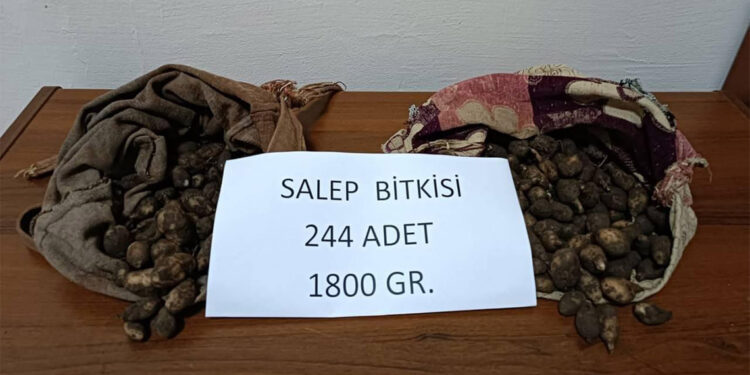 SALEP BİTKİSİ
244 ADET
1800 GR.